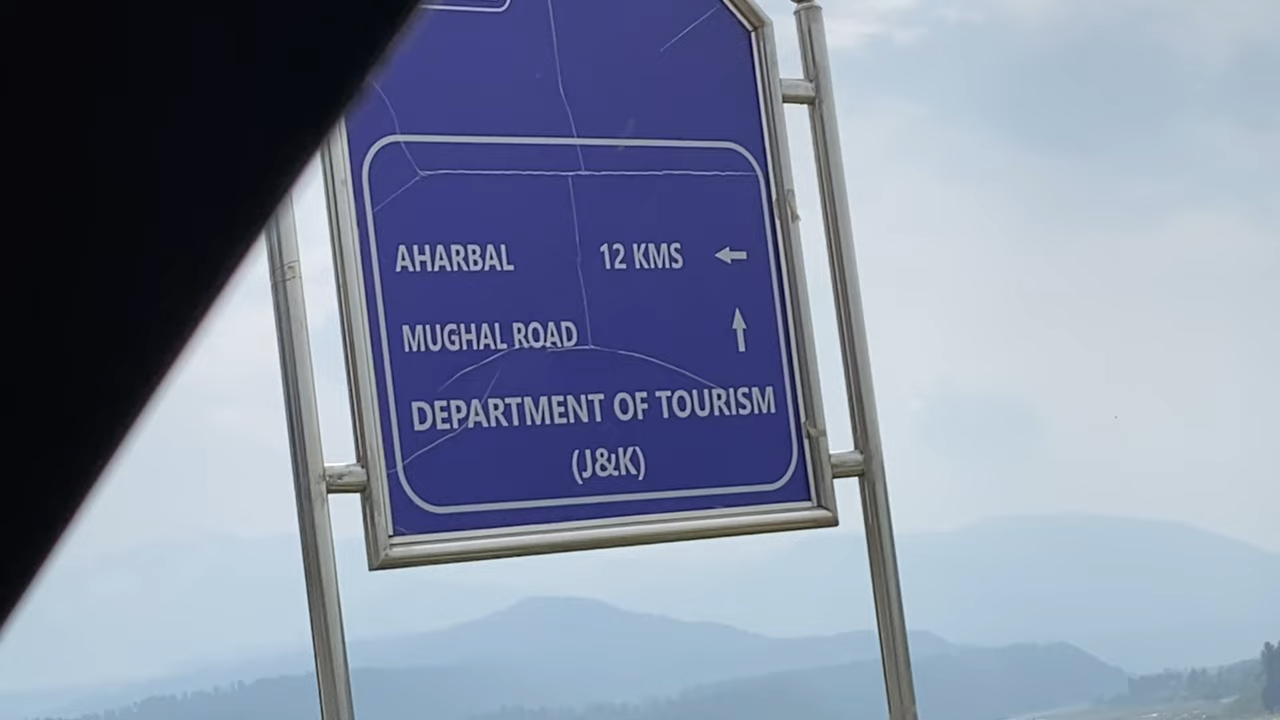 AHARBAL 12 KMS ←
MUGHAL ROAD ↑
DEPARTMENT OF TOURISM
(J&K)